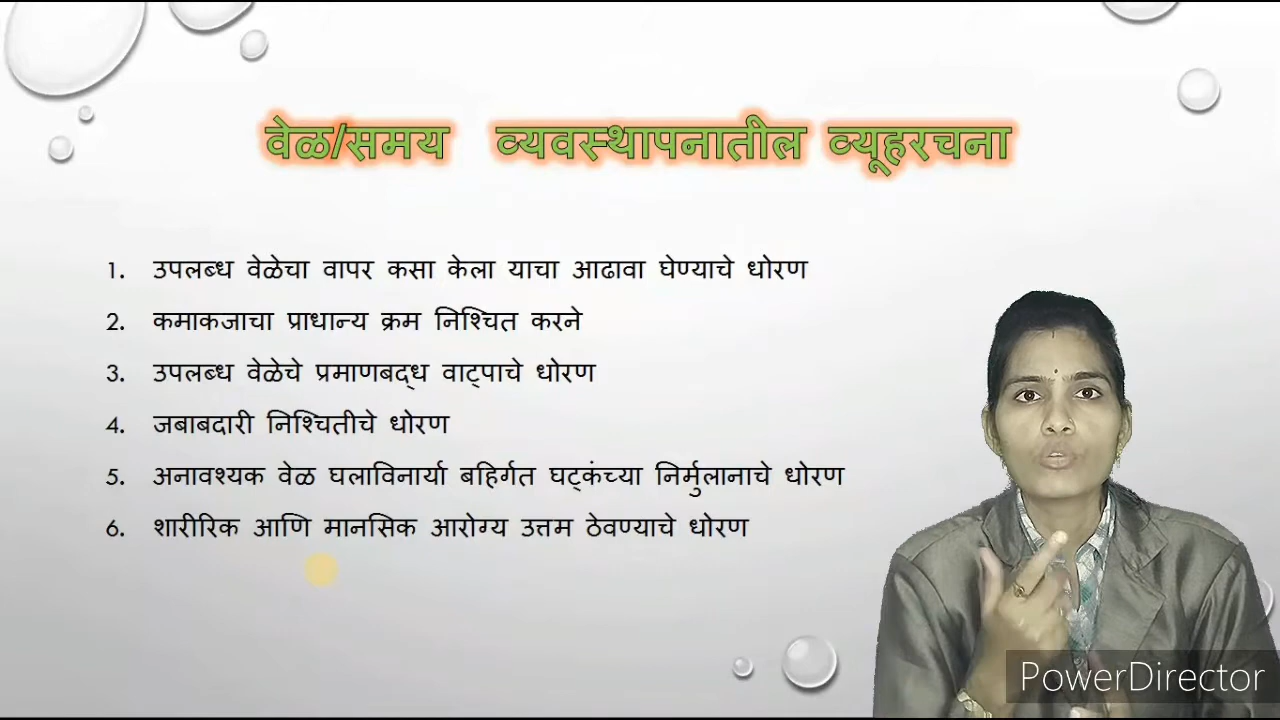 वेळ/समय व्यवस्थापनातील व्यूहरचना
1. उपलब्ध वेळेचा वापर कसा केला याचा आढावा घेण्याचे धोरण
2. कमाकजाचा प्राधान्य क्रम निश्चित करने
3. उपलब्ध वेळेचे प्रमाणबद्ध वाट्पाचे धोरण
4. जबाबदारी निश्चितीचे धोरण
5. अनावश्यक वेळ घलाविनार्या बहिर्गत घट्कंच्या निर्मुलानाचे धोरण
6. शारीरिक आणि मानसिक आरोग्य उत्तम ठेवण्याचे धोरण
PowerDirector